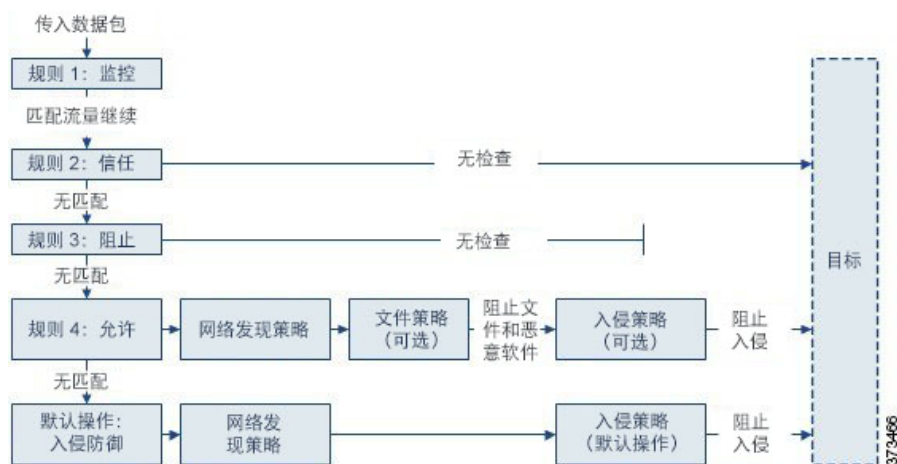 传入数据包
规则 1：监控
匹配流量继续
规则 2：信任
无检查
无匹配
规则 3：阻止
无检查
无匹配
规则 4：允许
网络发现策略
文件策略
（可选）
阻止文
件和恶
意软件
入侵策略
（可选）
阻止
入侵
无匹配
默认操作：
入侵防御
网络发
现策略
入侵策略
（默认操作）
阻止
入侵
目标
373466